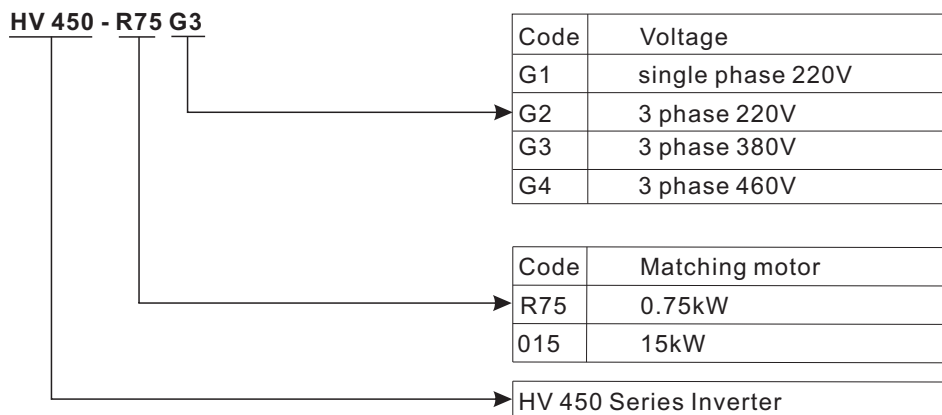 HV 450 - R75 G3
Code Voltage
G1 single phase 220V
G2 3 phase 220V
G3 3 phase 380V
G4 3 phase 460V
Code Matching motor
R75 0.75kW
015 15kW
HV 450 Series Inverter